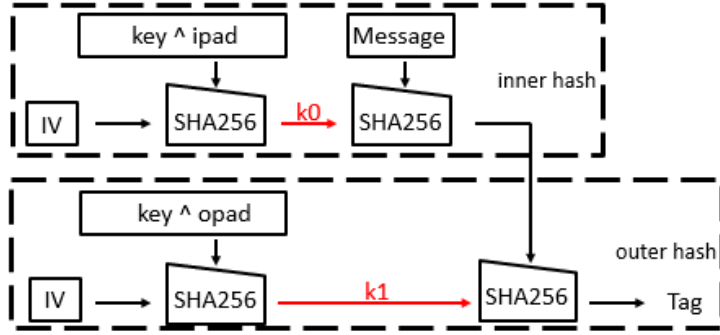 key ^ ipad
Message
inner hash
IV
SHA256
k0
SHA256
key ^ opad
outer hash
IV
SHA256
k1
SHA256
Tag